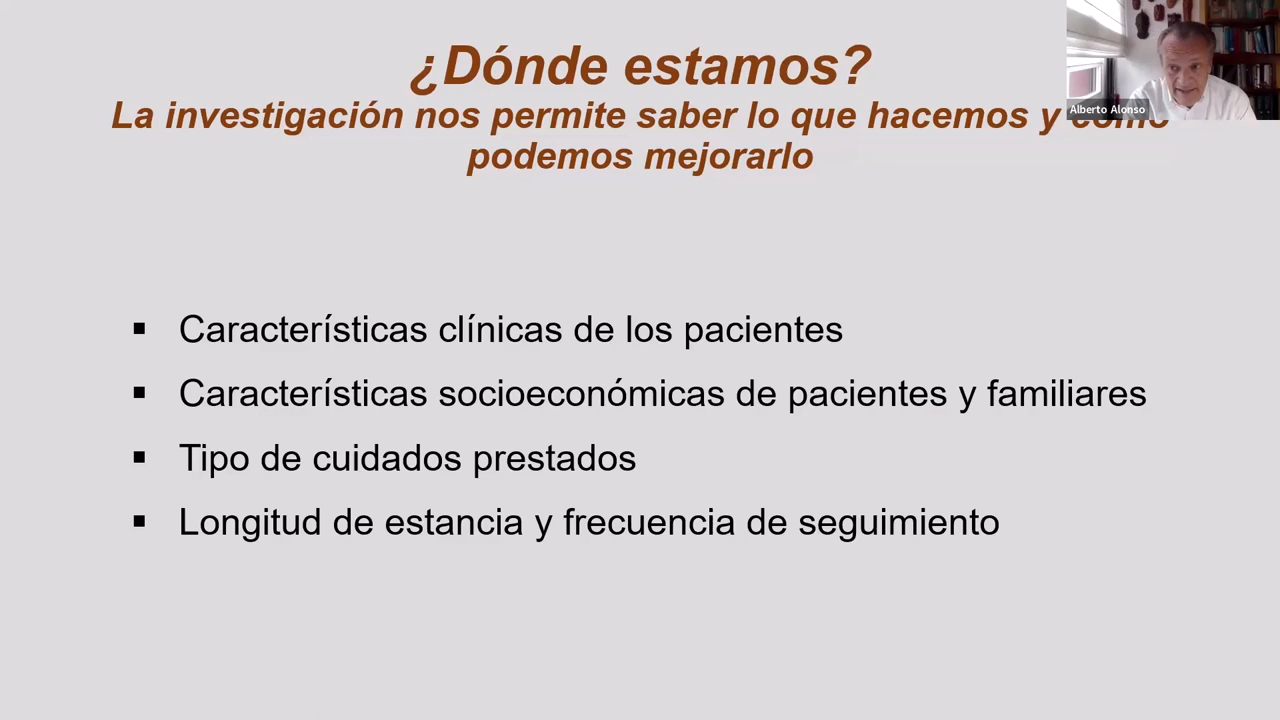 ¿Dónde estamos?
La investigación nos permite saber lo que hacemos y como
podemos mejorarlo
Alberto Alonso
▪ Características clínicas de los pacientes
▪ Características socioeconómicas de pacientes y familiares
▪ Tipo de cuidados prestados
▪ Longitud de estancia y frecuencia de seguimiento